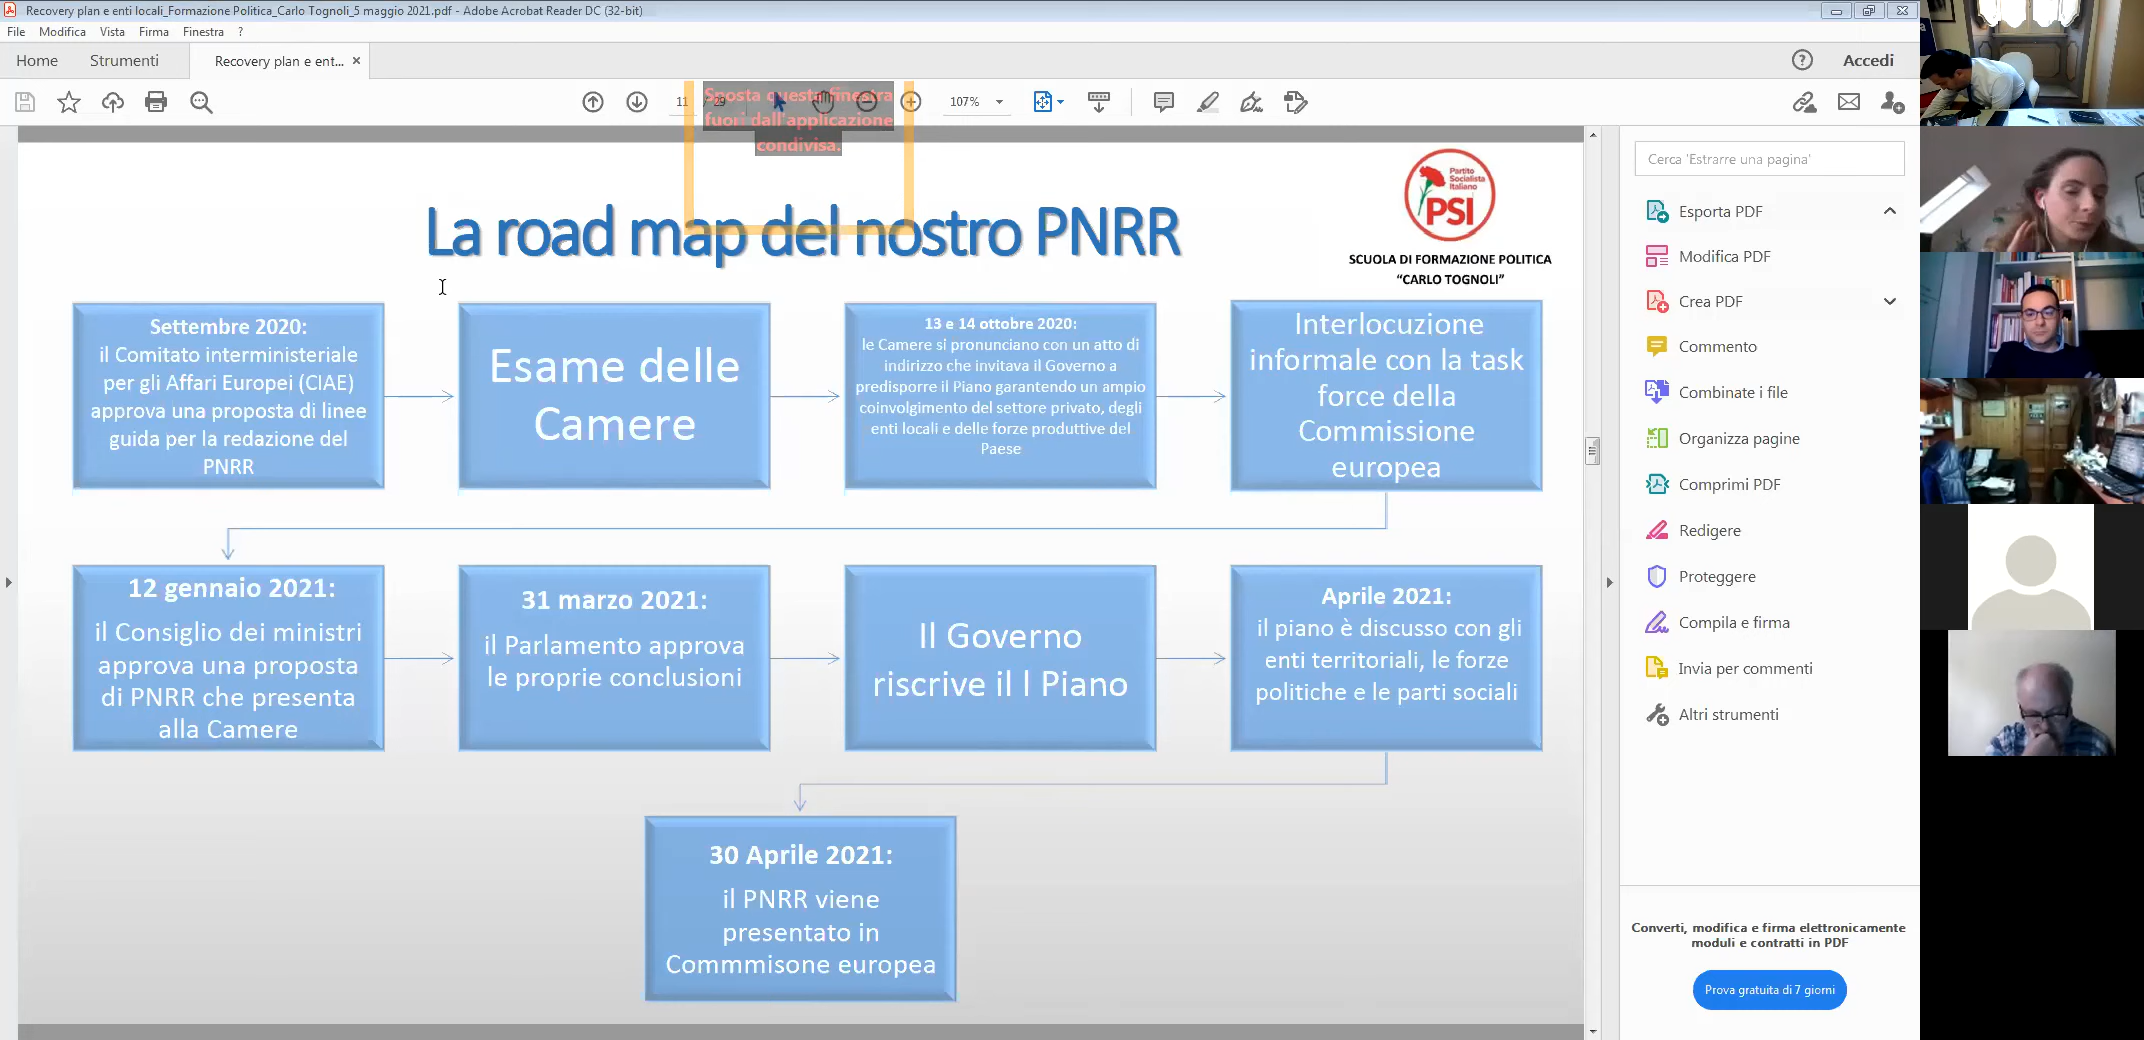 Recovery plan e enti locali_Formazione Politica_Carlo Tognoli_5 maggio 2021.pdf - Adobe Acrobat Reader DC (32-bit)
File Modifica Vista Firma Finestra ?
Home Strumenti Recovery plan e ent... × Accedi
11 / 29 107%
Sposta questa finestra
fuori dall'applicazione
condivisa.
Partito
Socialista
Italiano
PSI
La road map del nostro PNRR
SCUOLA DI FORMAZIONE POLITICA
"CARLO TOGNOLI"
Settembre 2020:
il Comitato interministeriale
per gli Affari Europei (CIAE)
approva una proposta di linee
guida per la redazione del
PNRR
Esame delle
Camere
13 e 14 ottobre 2020:
le Camere si pronunciano con un atto di
indirizzo che invitava il Governo a
predisporre il Piano garantendo un ampio
coinvolgimento del settore privato, degli
enti locali e delle forze produttive del
Paese
Interlocuzione
informale con la task
force della
Commissione
europea
12 gennaio 2021:
il Consiglio dei ministri
approva una proposta
di PNRR che presenta
alla Camere
31 marzo 2021:
il Parlamento approva
le proprie conclusioni
Il Governo
riscrive il l Piano
Aprile 2021:
il piano è discusso con gli
enti territoriali, le forze
politiche e le parti sociali
30 Aprile 2021:
il PNRR viene
presentato in
Commmisone europea
Cerca 'Estrarre una pagina'
Esporta PDF
Modifica PDF
Crea PDF
Commento
Combinate i file
Organizza pagine
Comprimi PDF
Redigere
Proteggere
Compila e firma
Invia per commenti
Altri strumenti
Converti, modifica e firma elettronicamente
moduli e contratti in PDF
Prova gratuita di 7 giorni